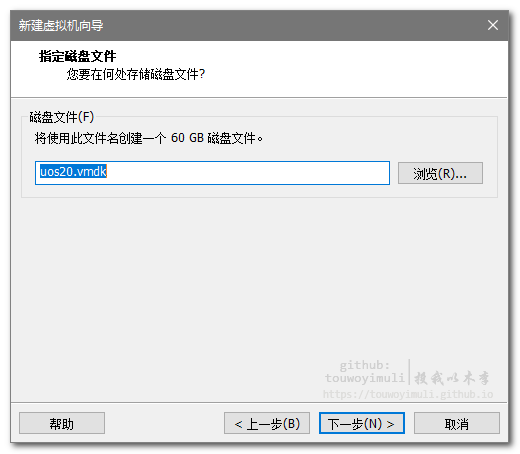 新建虚拟机向导
指定磁盘文件
您要在何处存储磁盘文件?
磁盘文件(F)
将使用此文件名创建一个 60 GB 磁盘文件。
uos20.vmdk
浏览(R)...
github:
touwoyimuli
投我以木李
https://touwoyimuli.github.io
帮助
< 上一步(B)
下一步(N) >
取消